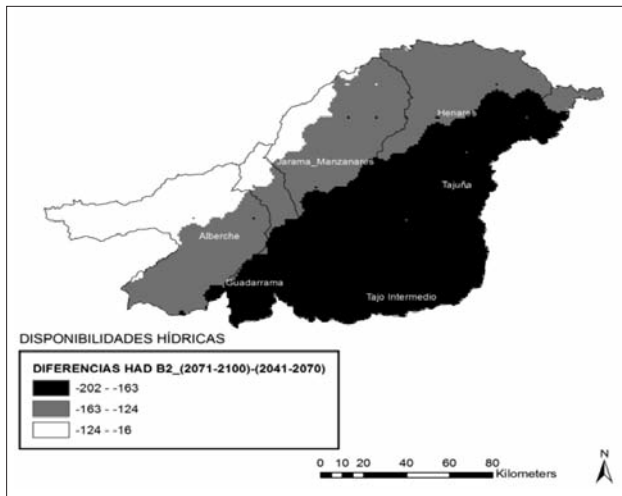 Henares
Jarama_Manzanares
Tajuña
Alberche
Guadarrama
Tajo Intermedio
DISPONIBILIDADES HÍDRICAS
DIFERENCIAS HAD B2_(2071-2100)-(2041-2070)
-202 - -163
-163 - -124
-124 - -16
N
0 5 10 20 40 60 80
Kilometers